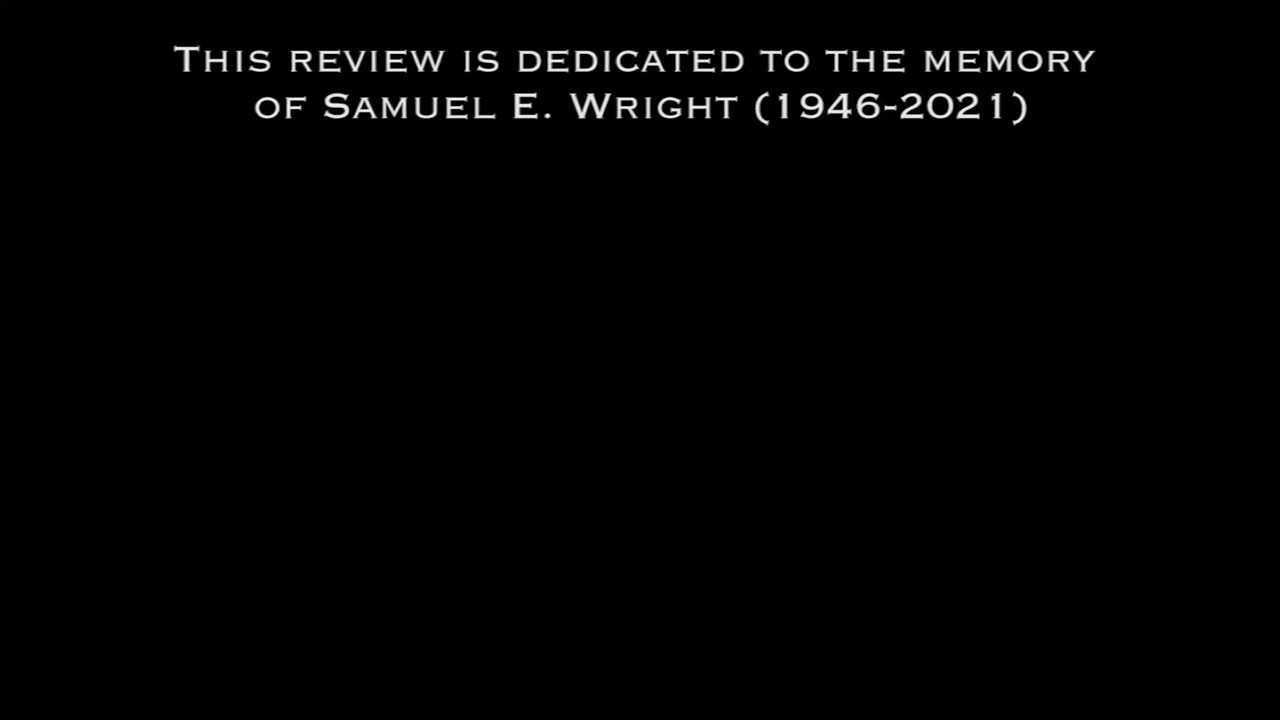 This review is dedicated to the memory
of Samuel E. Wright (1946-2021)